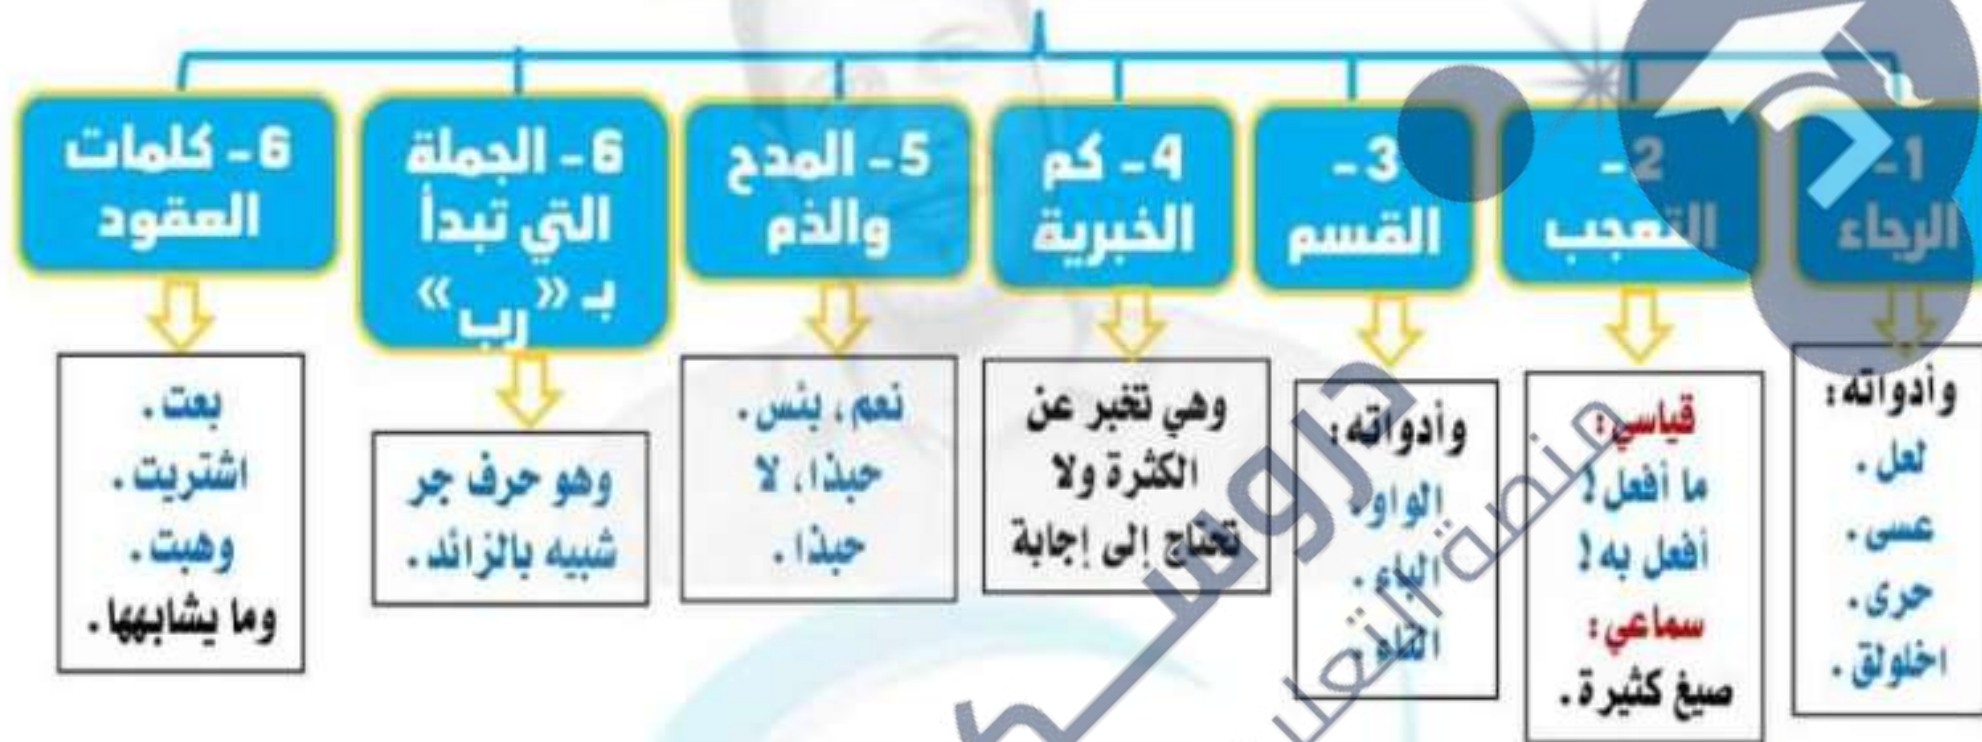 1-
الرجاء
وأدواته:
لعل.
عسى.
حرى.
اخلولق.
2-
التعجب
قياسي:
ما أفعل!
أفعل به!
سماعي:
صيغ كثيرة.
3-
القسم
وأدواته:
الواو.
الباء.
التاء.
4- كم
الخبرية
وهي تخبر عن
الكثرة ولا
تحتاج إلى إجابة
5- المدح
والذم
نعم، بئس.
حبذا، لا
حبذا.
6- الجملة
التي تبدأ
بـ «رب»
وهو حرف جر
شبيه بالزائد.
6- كلمات
العقود
بعت.
اشتريت.
وهبت.
وما يشابهها.
دروس
منصة